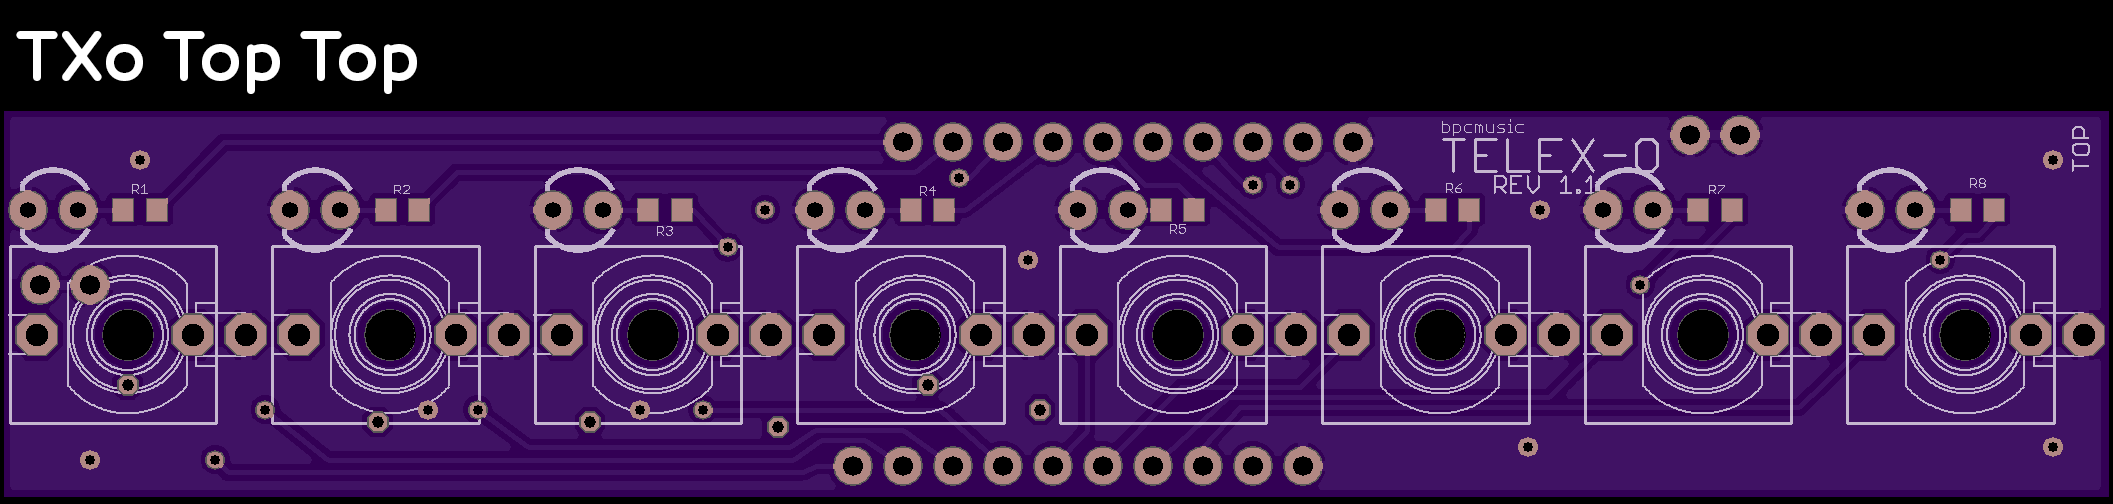 TXo Top Top
bpcmusic
TELEX-O
REV 1.1
TOP
R1
R2
R3
R4
R5
R6
R7
R8